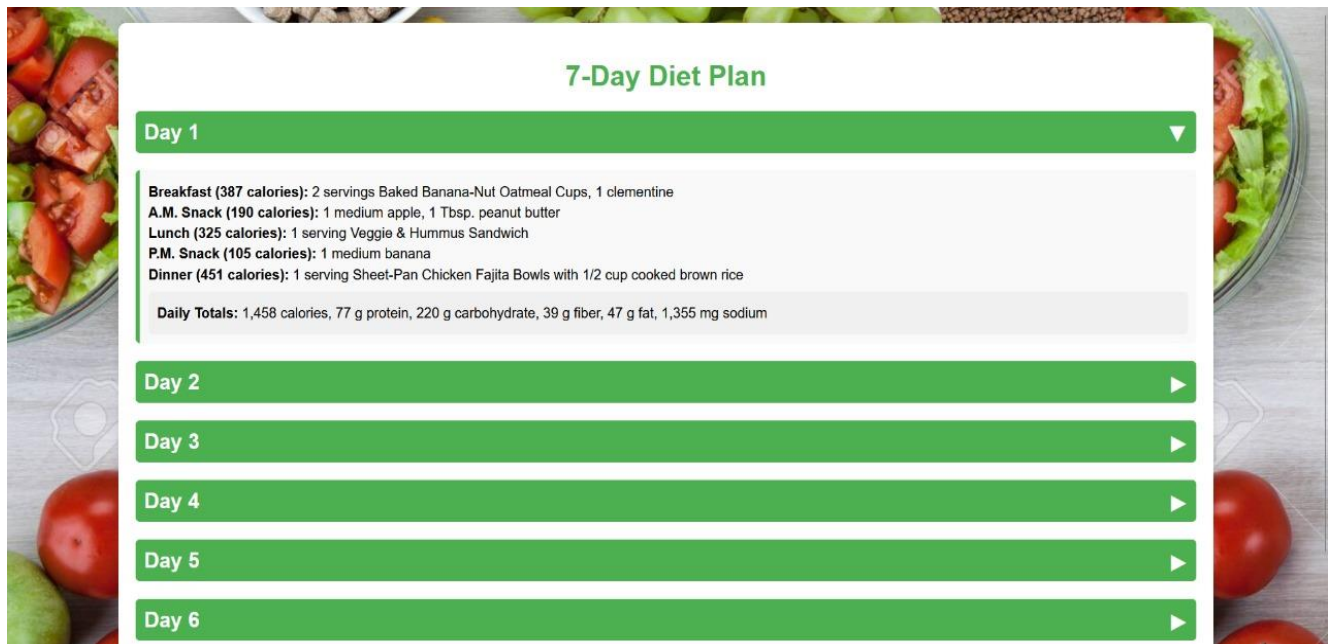 7-Day Diet Plan
Day 1
Breakfast (387 calories): 2 servings Baked Banana-Nut Oatmeal Cups, 1 clementine
A.M. Snack (190 calories): 1 medium apple, 1 Tbsp. peanut butter
Lunch (325 calories): 1 serving Veggie & Hummus Sandwich
P.M. Snack (105 calories): 1 medium banana
Dinner (451 calories): 1 serving Sheet-Pan Chicken Fajita Bowls with 1/2 cup cooked brown rice
Daily Totals: 1,458 calories, 77 g protein, 220 g carbohydrate, 39 g fiber, 47 g fat, 1,355 mg sodium
Day 2
Day 3
Day 4
Day 5
Day 6